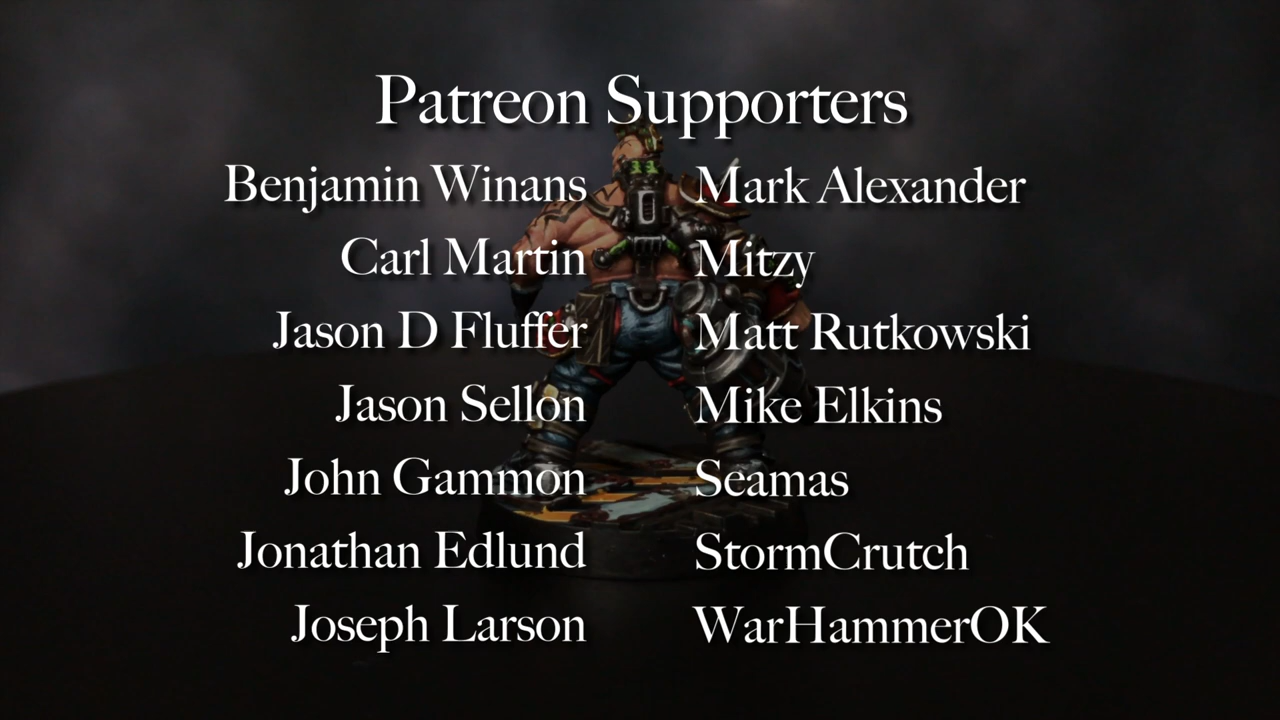 Patreon Supporters
Benjamin Winans
Carl Martin
Jason D Fluffer
Jason Sellon
John Gammon
Jonathan Edlund
Joseph Larson
Mark Alexander
Mitzy
Matt Rutkowski
Mike Elkins
Seamas
StormCrutch
WarHammerOK